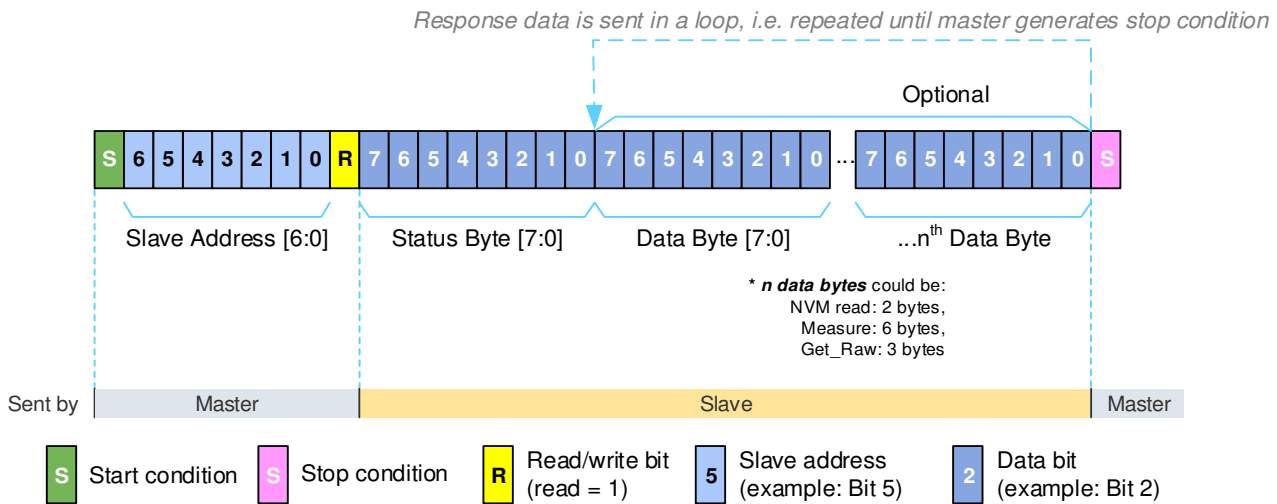 Response data is sent in a loop, i.e. repeated until master generates stop condition
Optional
S 6 5 4 3 2 1 0 R 7 6 5 4 3 2 1 0 7 6 5 4 3 2 1 0 ... 7 6 5 4 3 2 1 0 S
Slave Address [6:0] Status Byte [7:0] Data Byte [7:0] ...nth Data Byte
* n data bytes could be:
NVM read: 2 bytes,
Measure: 6 bytes,
Get_Raw: 3 bytes
Sent by Master Slave Master
S Start condition S Stop condition R Read/write bit 5 Slave address 2 Data bit
(read = 1) (example: Bit 5) (example: Bit 2)